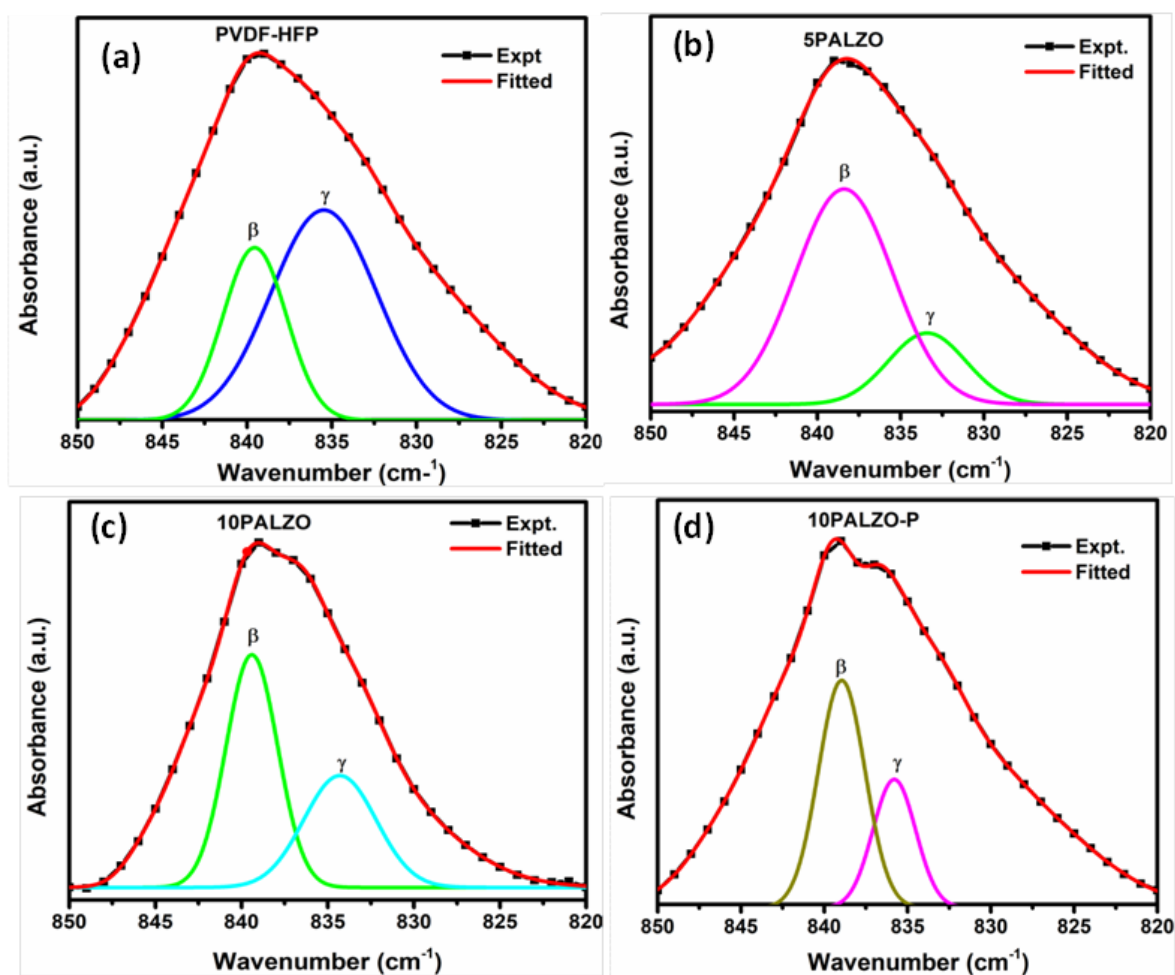 (a)
PVDF-HFP
Expt
Fitted
β
γ
Absorbance (a.u.)
850 845 840 835 830 825 820
Wavenumber (cm-¹)
(b)
5PALZO
Expt.
Fitted
β
γ
Absorbance (a.u.)
850 845 840 835 830 825 820
Wavenumber (cm⁻¹)
(c)
10PALZO
Expt.
Fitted
β
γ
Absorbance (a.u.)
850 845 840 835 830 825 820
Wavenumber (cm⁻¹)
(d)
10PALZO-P
Expt.
Fitted
β
γ
Absorbance (a.u.)
850 845 840 835 830 825 820
Wavenumber (cm⁻¹)